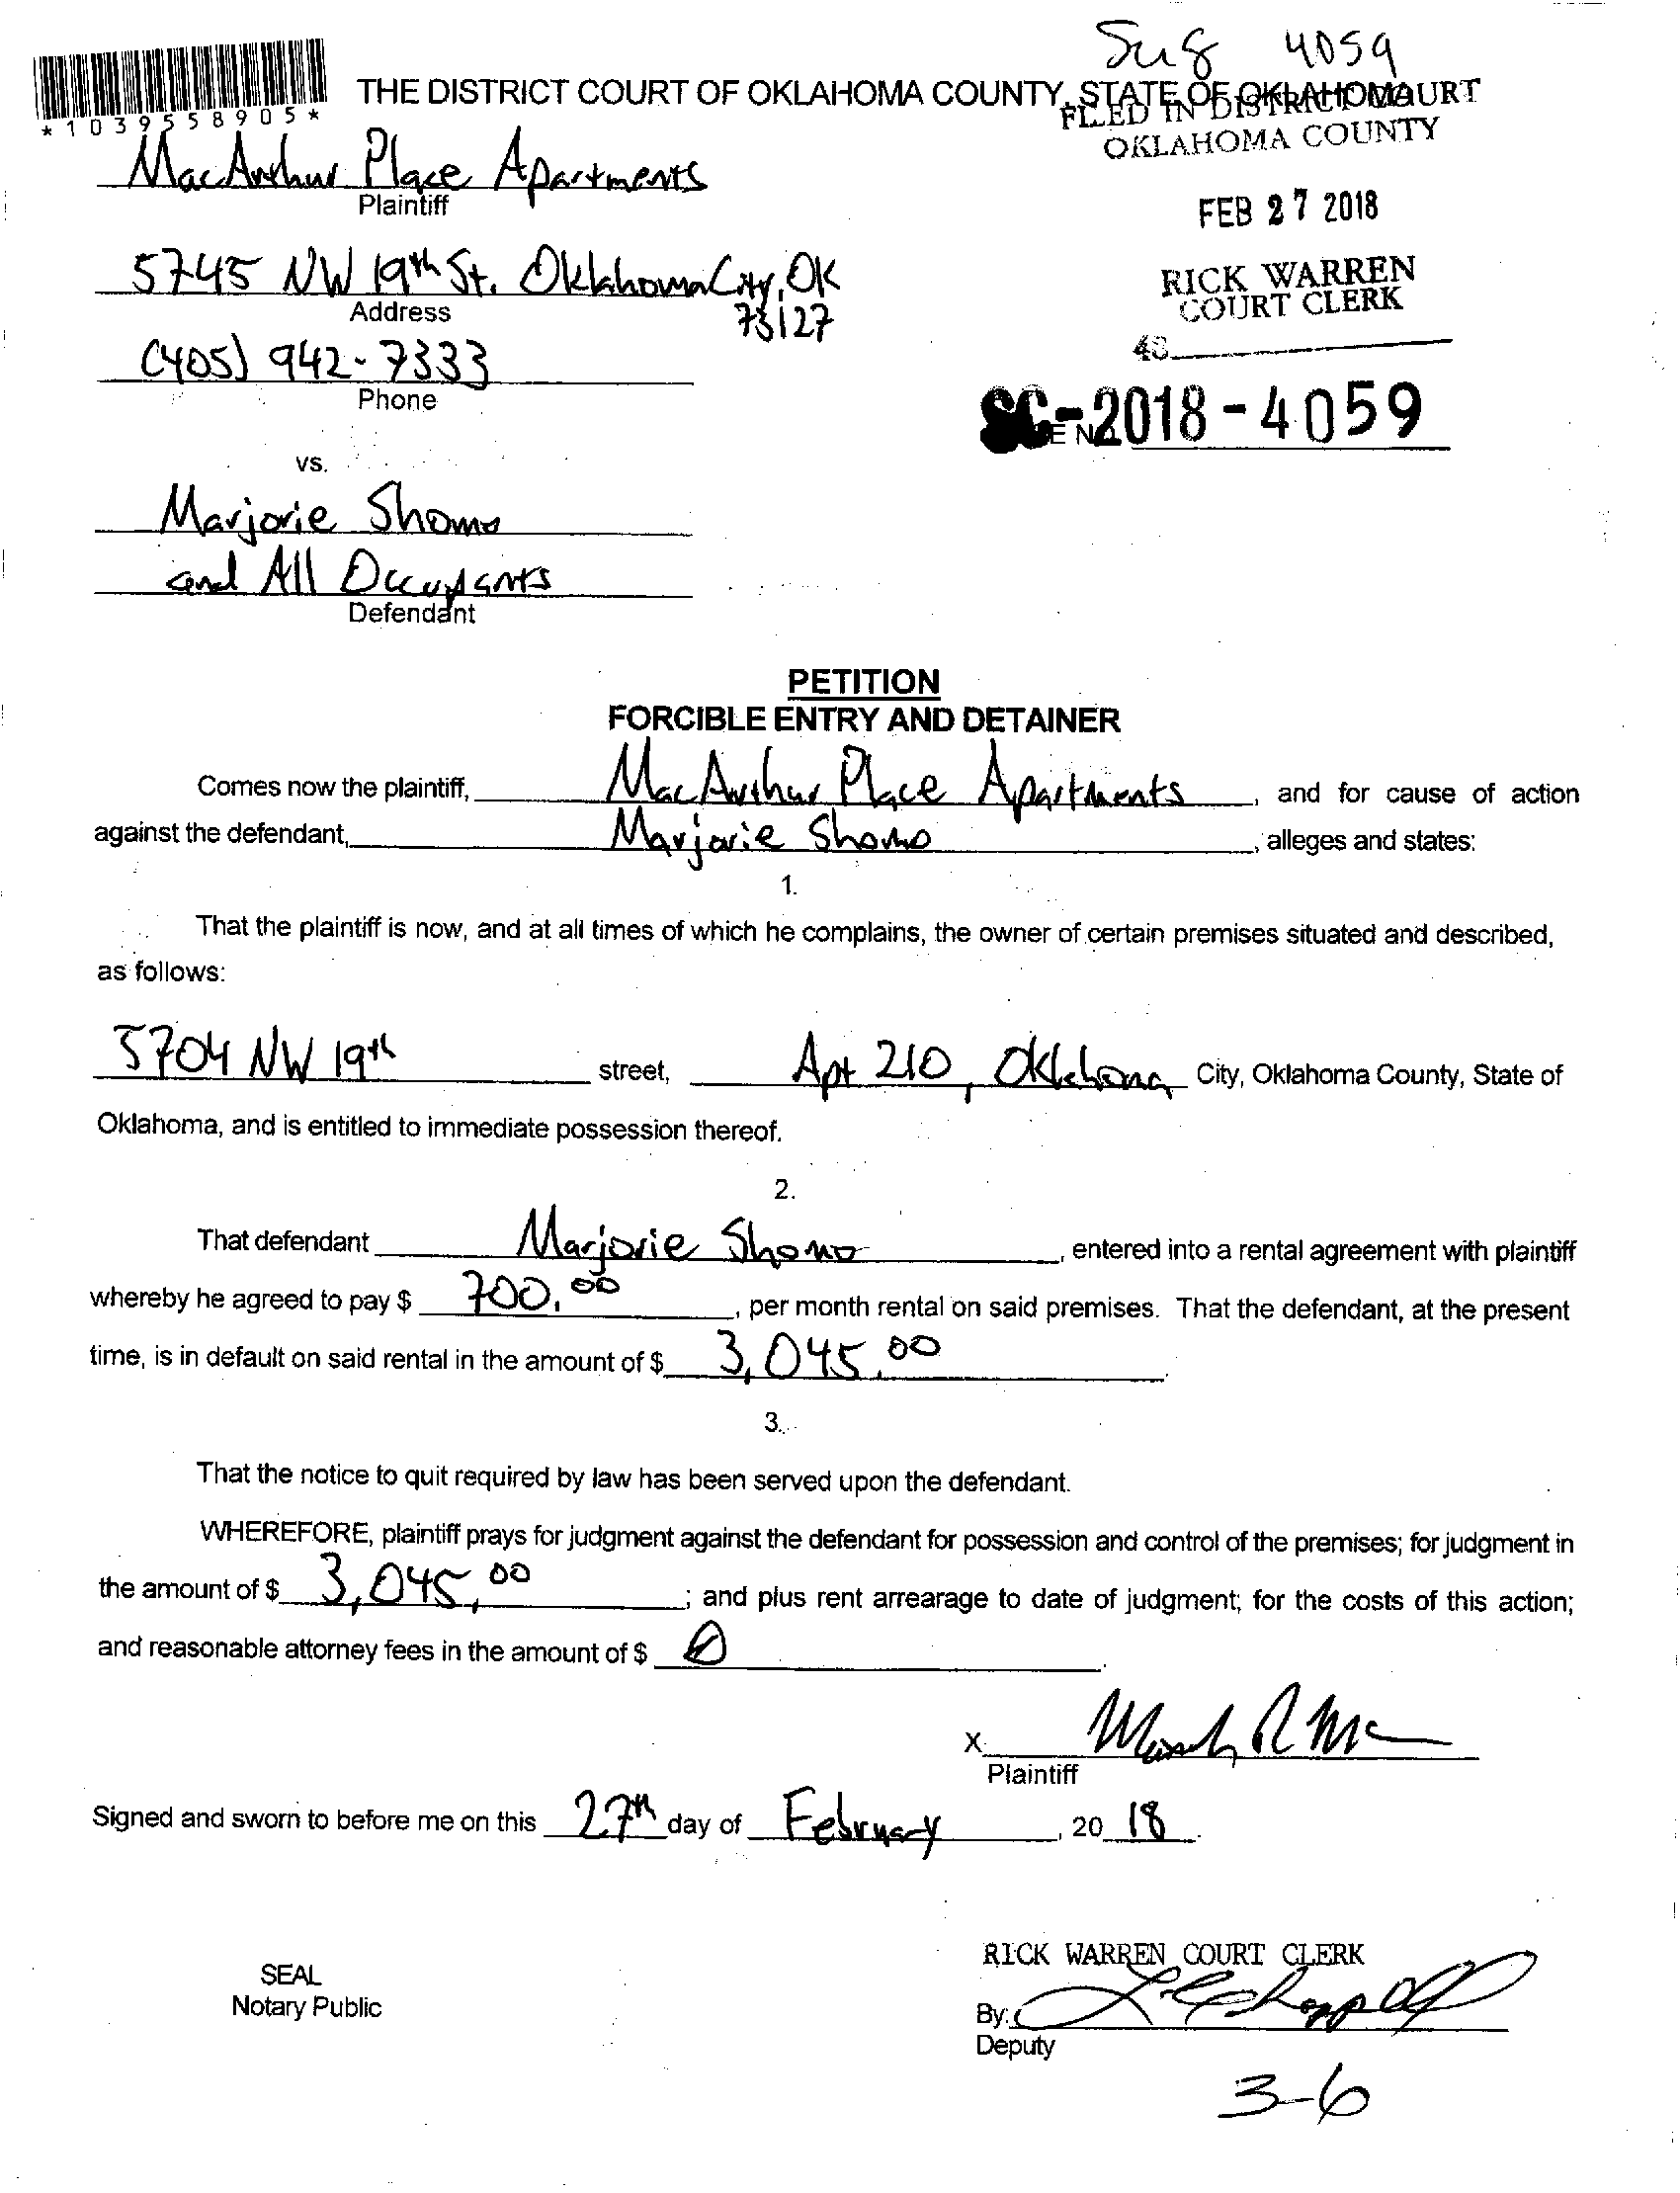 4059
THE DISTRICT COURT OF OKLAHOMA COUNTY, STATE OF OKLAHOMA
FILED IN DISTRICT COURT
OKLAHOMA COUNTY
*1039558905*
MacArthur Place Apartments
Plaintiff
FEB 27 2018
5745 NW 19th St. Oklahoma City, OK
73127
Address
RICK WARREN
COURT CLERK
(405) 942-7333
Phone
SC-2018-4059
vs.
Marjorie Shomo
and All Occupants
Defendant
PETITION
FORCIBLE ENTRY AND DETAINER
Comes now the plaintiff, MacArthur Place Apartments, and for cause of action
against the defendant, Marjorie Shomo, alleges and states:
1.
That the plaintiff is now, and at all times of which he complains, the owner of certain premises situated and described,
as follows:
5704 NW 19th street, Apt 210, Oklahoma City, Oklahoma County, State of
Oklahoma, and is entitled to immediate possession thereof.
2.
That defendant Marjorie Shomo, entered into a rental agreement with plaintiff
whereby he agreed to pay $ 700.00, per month rental on said premises. That the defendant, at the present
time, is in default on said rental in the amount of $ 3,045.00
3.
That the notice to quit required by law has been served upon the defendant.
WHEREFORE, plaintiff prays for judgment against the defendant for possession and control of the premises; for judgment in
the amount of $ 3,045.00; and plus rent arrearage to date of judgment; for the costs of this action;
and reasonable attorney fees in the amount of $ 0.
X
Plaintiff
Signed and sworn to before me on this 27th day of February, 20 18.
RICK WARREN COURT CLERK
SEAL
Notary Public
By:
Deputy
3-6